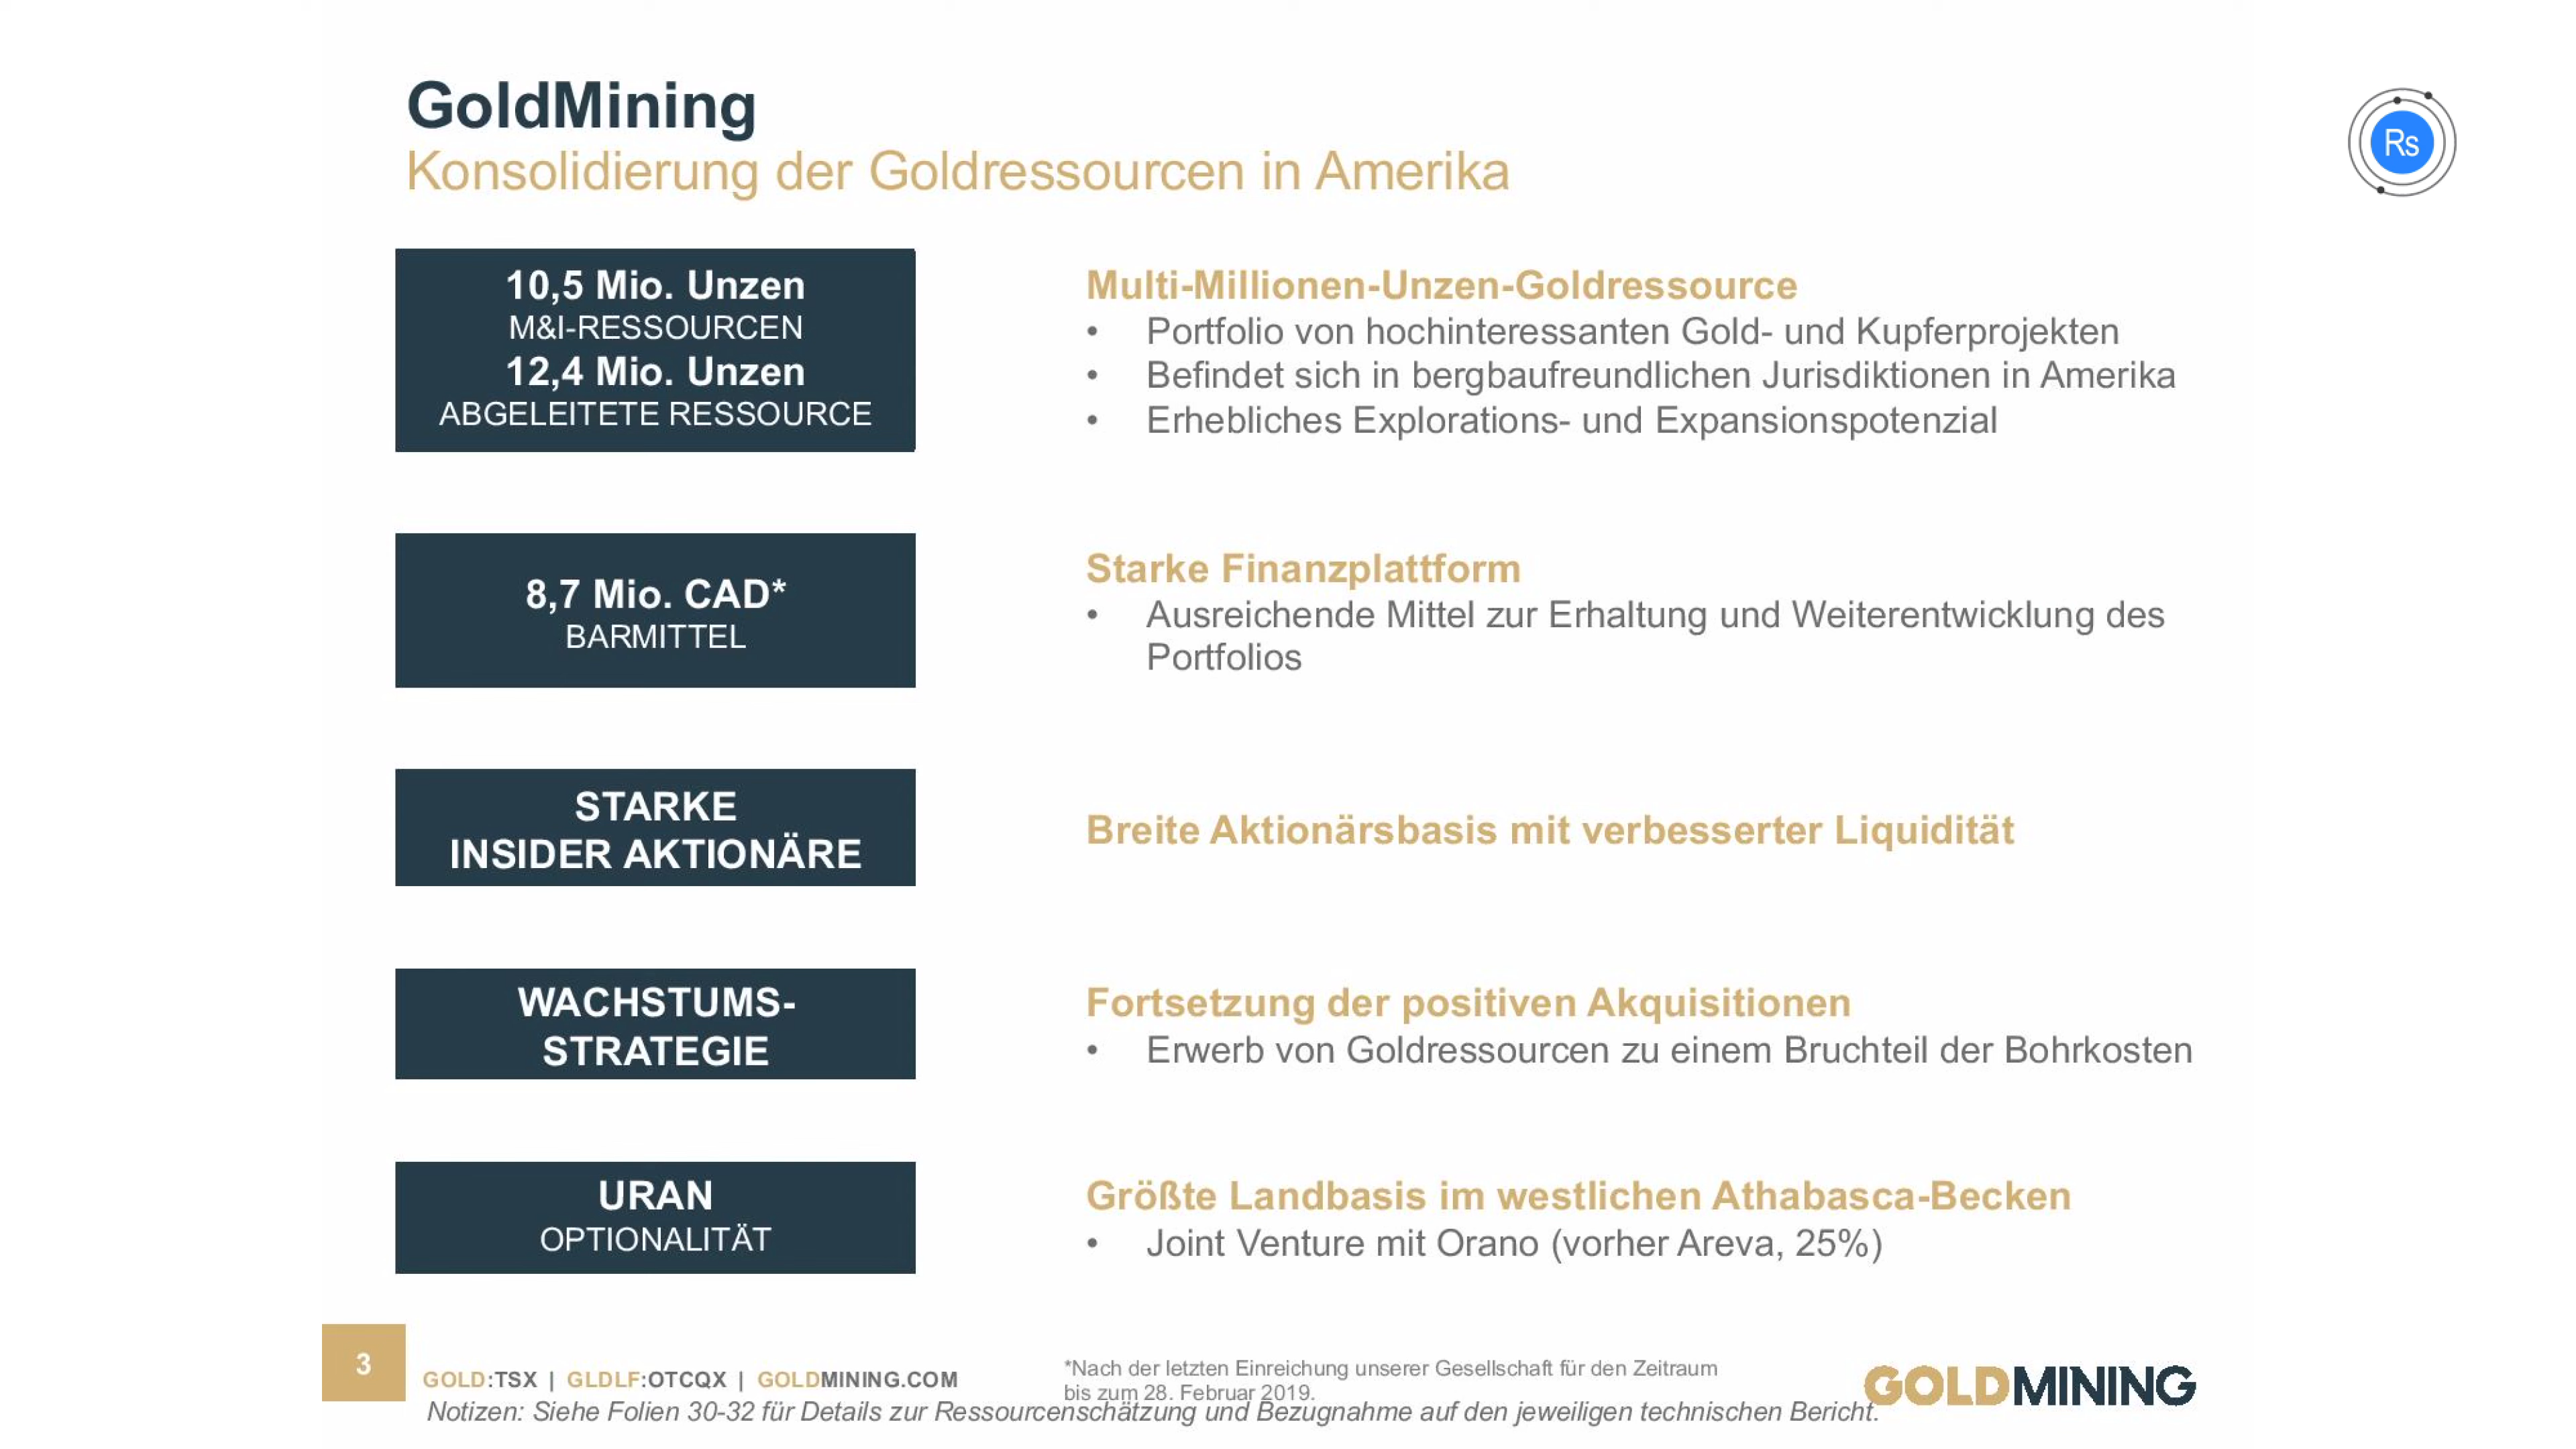 GoldMining
Konsolidierung der Goldressourcen in Amerika
Rs
10,5 Mio. Unzen
M&I-RESSOURCEN
12,4 Mio. Unzen
ABGELEITETE RESSOURCE
Multi-Millionen-Unzen-Goldressource
• Portfolio von hochinteressanten Gold- und Kupferprojekten
• Befindet sich in bergbaufreundlichen Jurisdiktionen in Amerika
• Erhebliches Explorations- und Expansionspotenzial
8,7 Mio. CAD*
BARMITTEL
Starke Finanzplattform
• Ausreichende Mittel zur Erhaltung und Weiterentwicklung des
Portfolios
STARKE
INSIDER AKTIONÄRE
Breite Aktionärsbasis mit verbesserter Liquidität
WACHSTUMS-
STRATEGIE
Fortsetzung der positiven Akquisitionen
• Erwerb von Goldressourcen zu einem Bruchteil der Bohrkosten
URAN
OPTIONALITÄT
Größte Landbasis im westlichen Athabasca-Becken
• Joint Venture mit Orano (vorher Areva, 25%)
3
GOLD:TSX | GLDLF:OTCQX | GOLDMINING.COM
*Nach der letzten Einreichung unserer Gesellschaft für den Zeitraum
bis zum 28. Februar 2019.
Notizen: Siehe Folien 30-32 für Details zur Ressourcenschätzung und Bezugnahme auf den jeweiligen technischen Bericht.
GOLDMINING